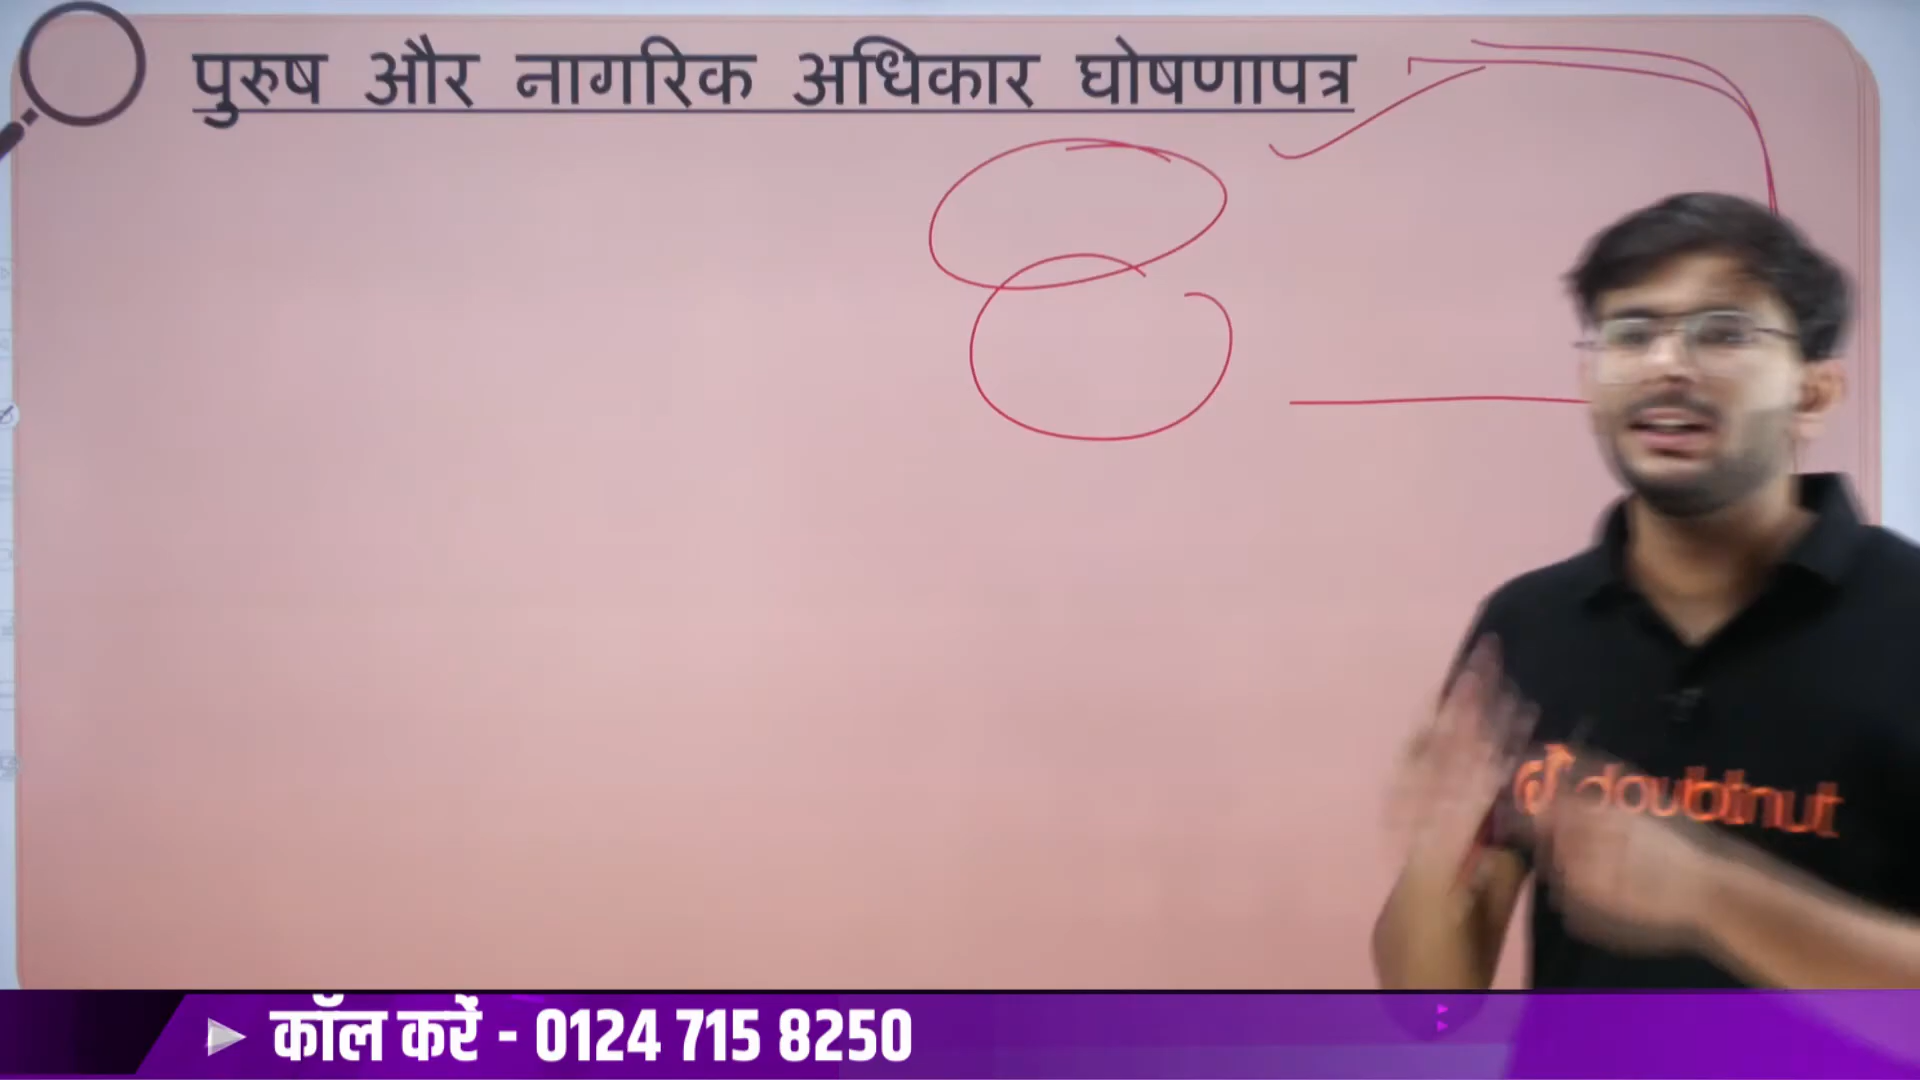 पुरुष और नागरिक अधिकार घोषणापत्र
doubtnut
कॉल करें - 0124 715 8250